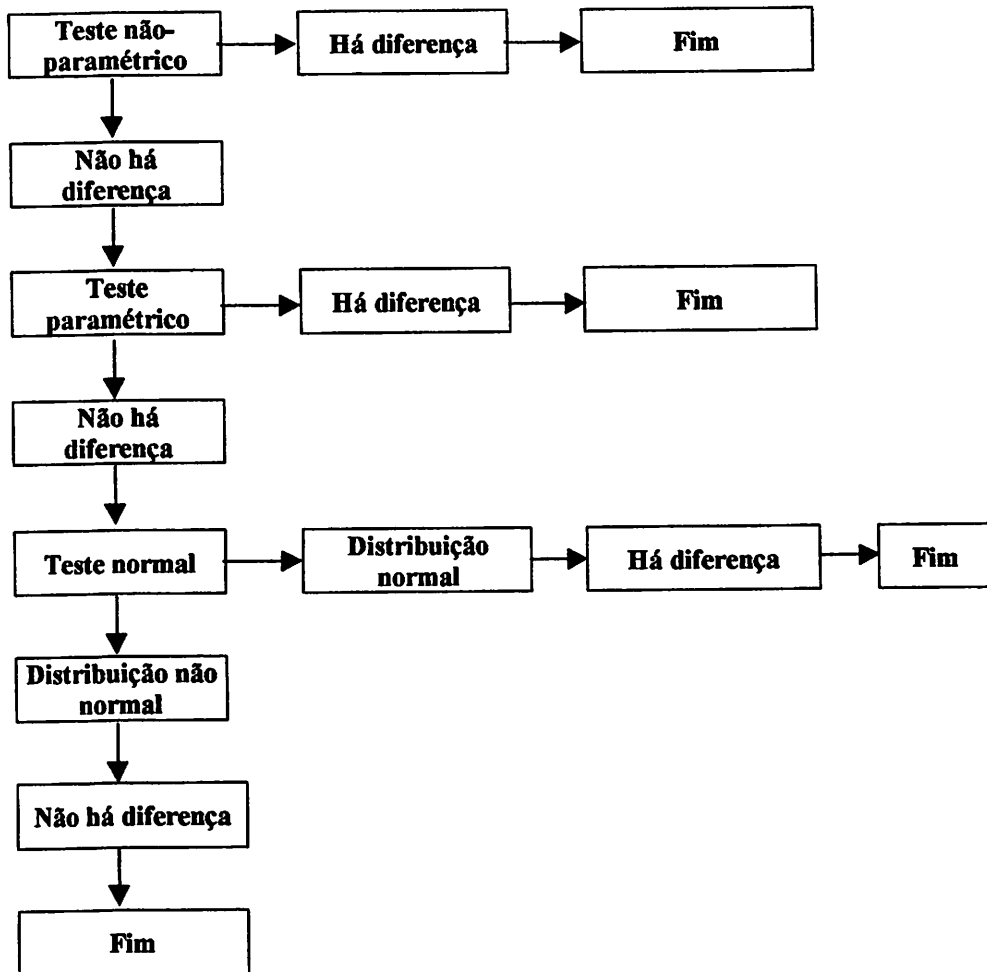 Teste não-
paramétrico
Há diferença
Fim
Não há
diferença
Teste
paramétrico
Há diferença
Fim
Não há
diferença
Teste normal
Distribuição
normal
Há diferença
Fim
Distribuição não
normal
Não há diferença
Fim